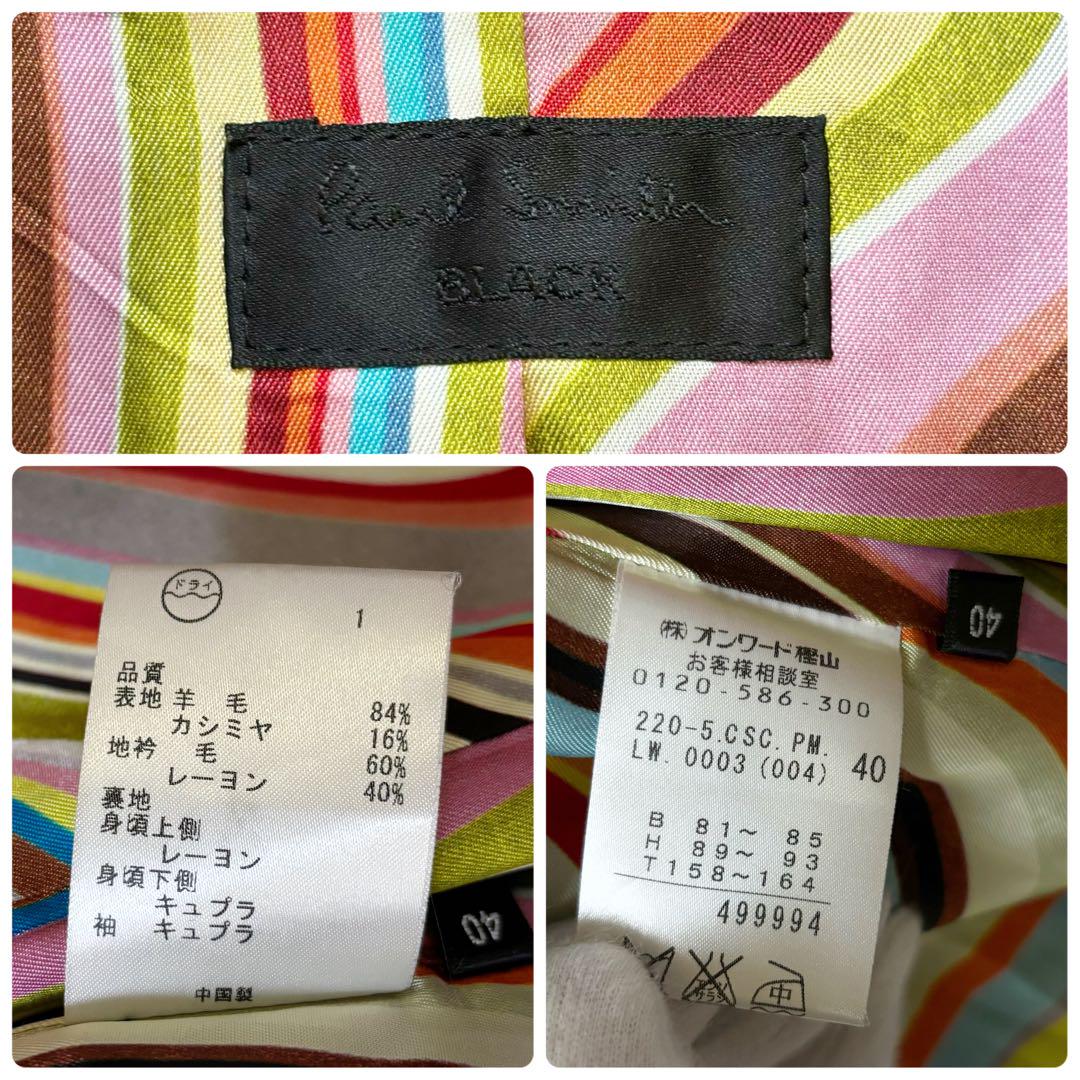 Paul Smith
BLACK
ドライ
1
品質
表地 羊 毛 84%
カシミヤ 16%
地衿 毛 60%
レーヨン 40%
裏地
身頃上側
レーヨン
身頃下側
キュプラ
袖 キュプラ
中国製
40
(株)オンワード樫山
お客様相談室
0120-586-300
220-5.CSC.PM.
LW.0003(004) 40
B 81~ 85
H 89~ 93
T158~164
499994
サラシ
中
40